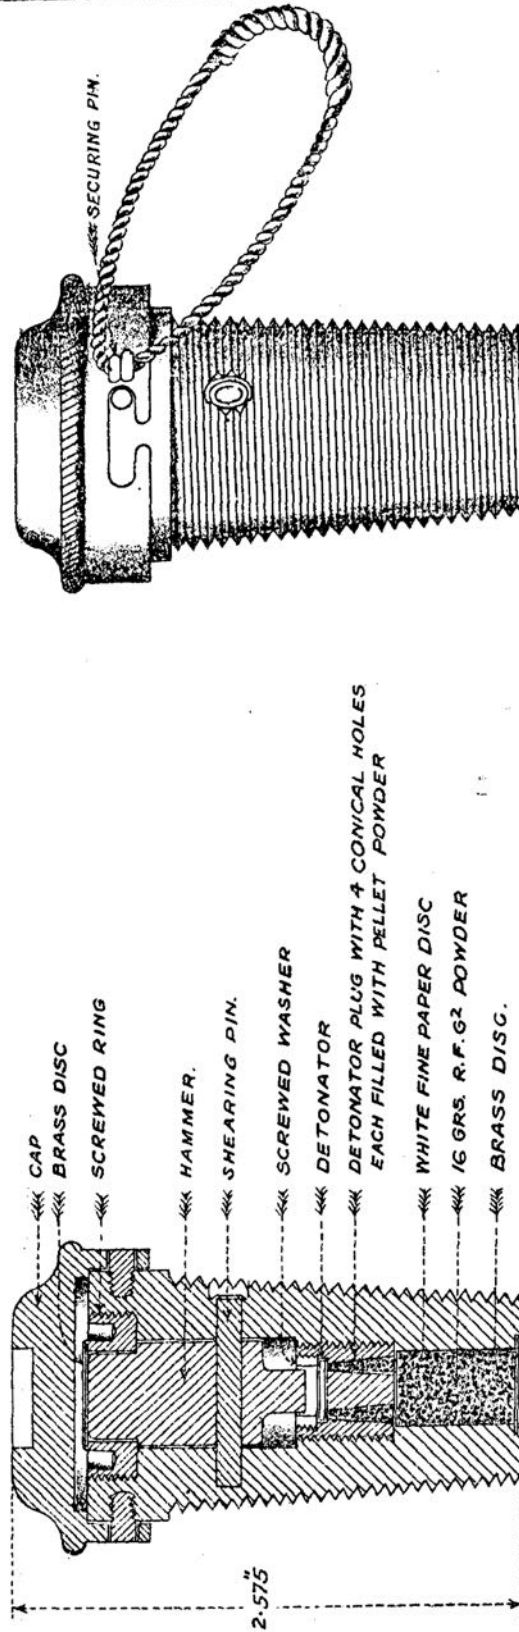 SECURING PIN.
CAP
BRASS DISC
SCREWED RING
HAMMER.
SHEARING PIN.
SCREWED WASHER
DETONATOR
DETONATOR PLUG WITH 4 CONICAL HOLES
EACH FILLED WITH PELLET POWDER
WHITE FINE PAPER DISC
16 GRS. R.F.G² POWDER
BRASS DISC.
2.575"